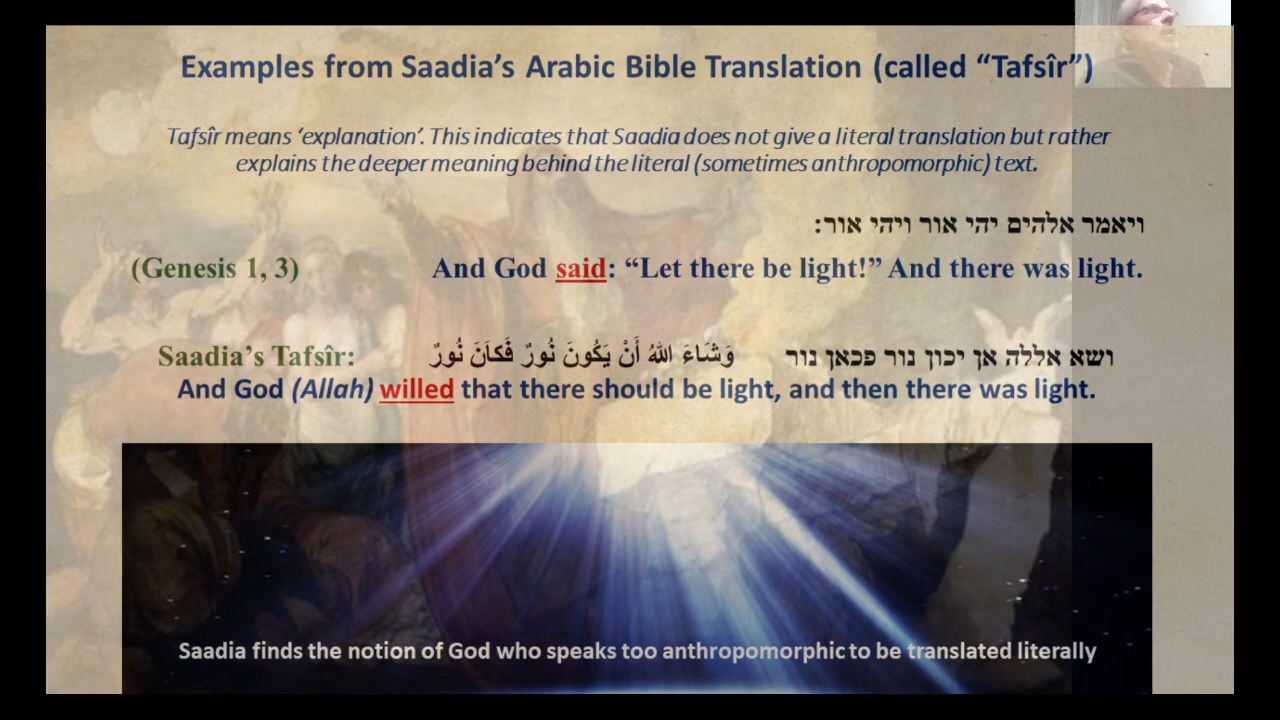 Examples from Saadia's Arabic Bible Translation (called “Tafsîr”)
Tafsîr means ‘explanation’. This indicates that Saadia does not give a literal translation but rather
explains the deeper meaning behind the literal (sometimes anthropomorphic) text.
ויאמר אלהים יהי אור ויהי אור:
(Genesis 1, 3) And God said: “Let there be light!” And there was light.
Saadia’s Tafsîr: وَشَاءَ اللهُ أَنْ يَكُونَ نُورٌ فَكاَنَ نُورٌ ושא אללה אן יכון נור פכאן נור
And God (Allah) willed that there should be light, and then there was light.
Saadia finds the notion of God who speaks too anthropomorphic to be translated literally